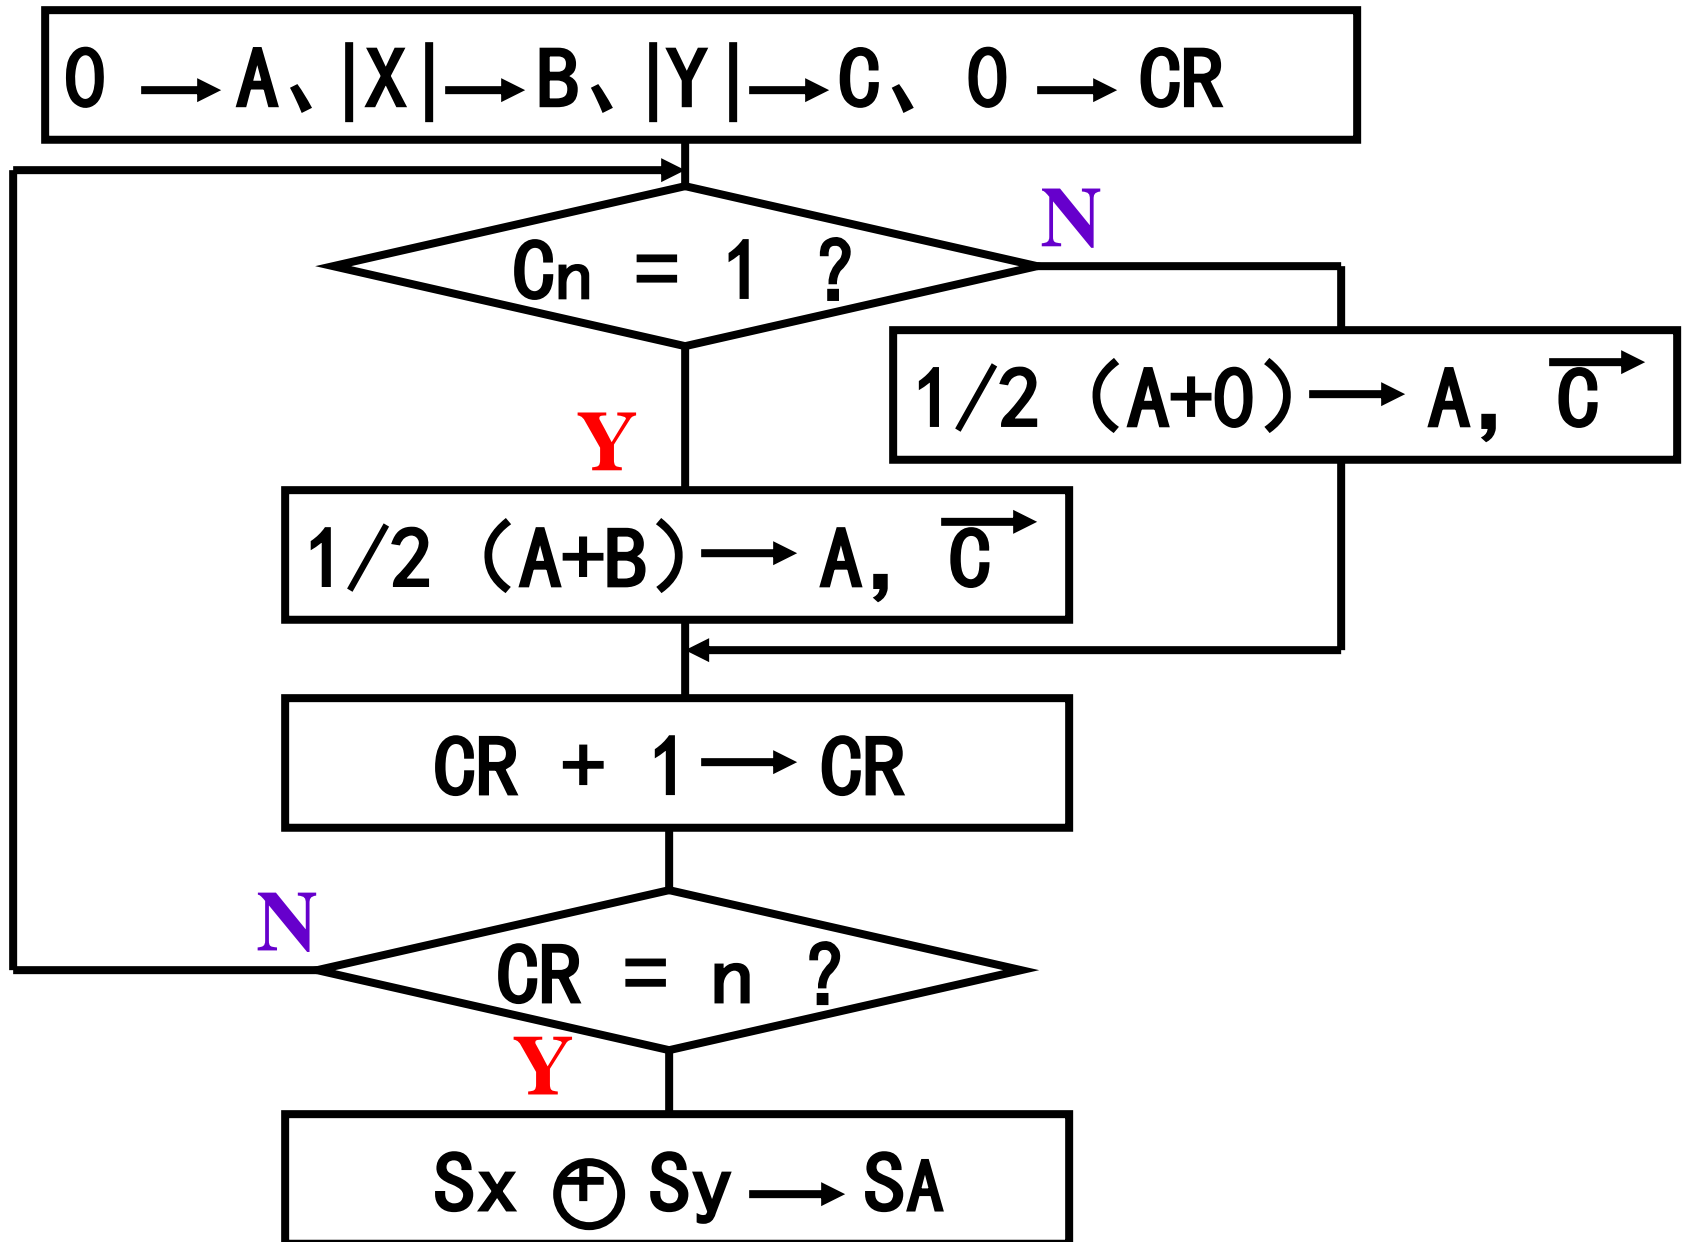 0 → A、|X|→B、|Y|→C、0 → CR
Cn = 1 ?
N
1/2 (A+0)→ A, C→
Y
1/2 (A+B)→ A, C→
CR + 1→ CR
N
CR = n ?
Y
Sx ⊕ Sy→ SA